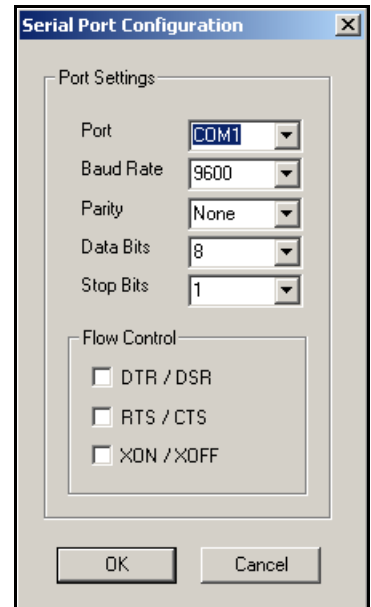 Serial Port Configuration
Port Settings
Port COM1
Baud Rate 9600
Parity None
Data Bits 8
Stop Bits 1
Flow Control
DTR / DSR
RTS / CTS
XON / XOFF
OK Cancel